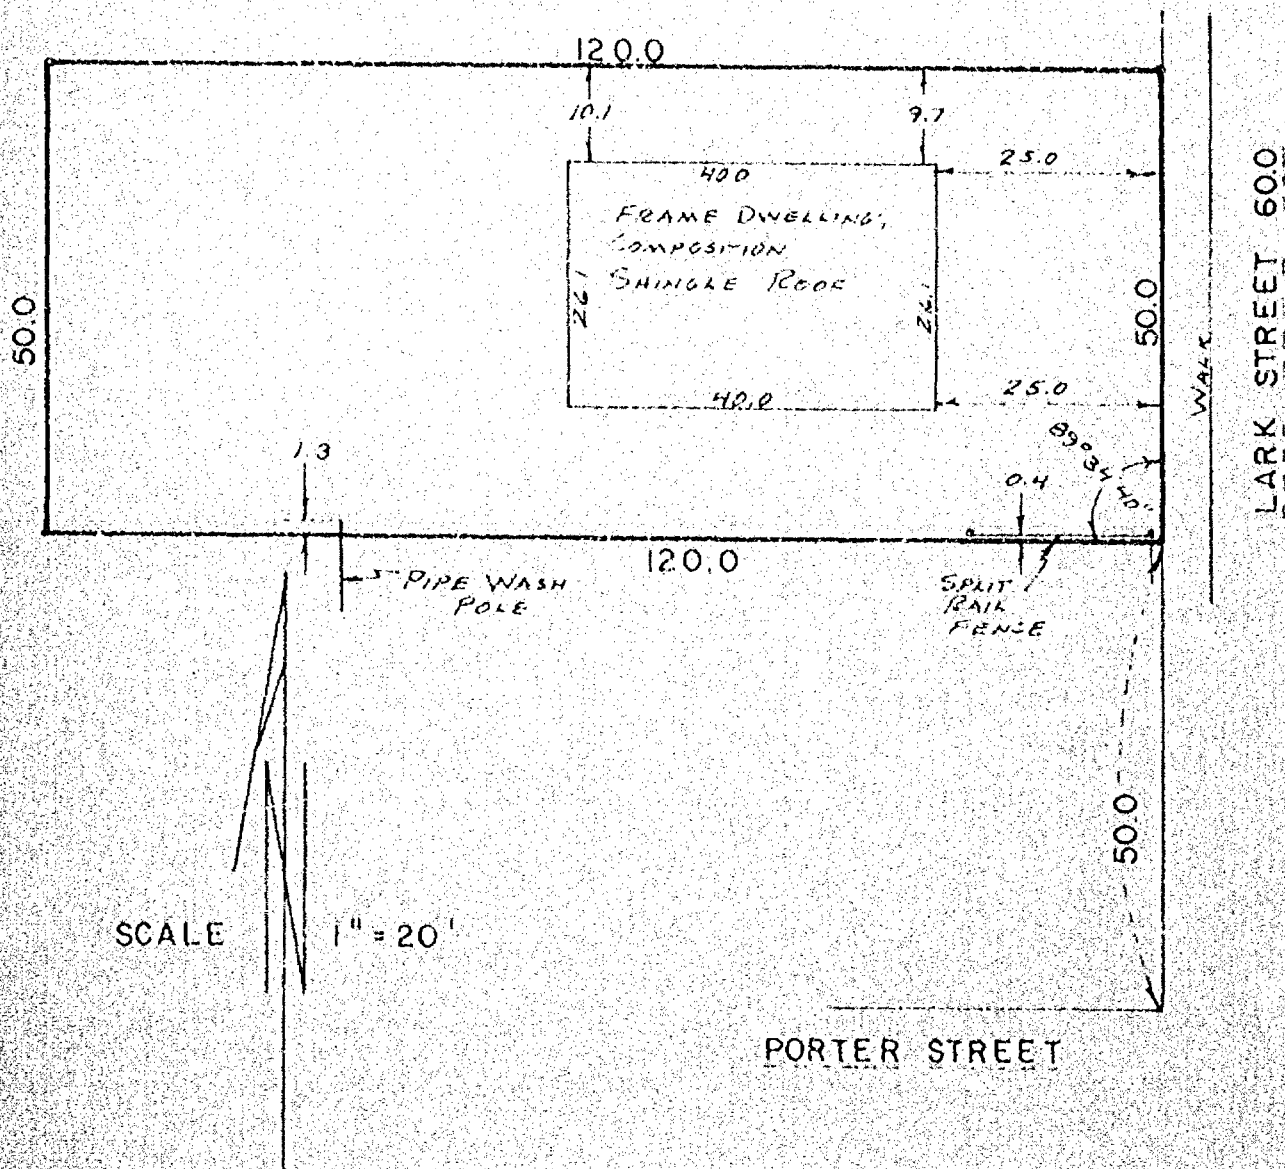 120.0
10.1
9.7
25.0
40.0
FRAME DWELLING,
COMPOSITION
SHINGLE ROOF
26.1
26.1
50.0
50.0
WALK
LARK STREET 60.0
40.0
25.0
89°34'40"
1.3
0.4
120.0
PIPE WASH
POLE
SPLIT
RAIL
FENCE
50.0
SCALE 1" = 20'
N
PORTER STREET